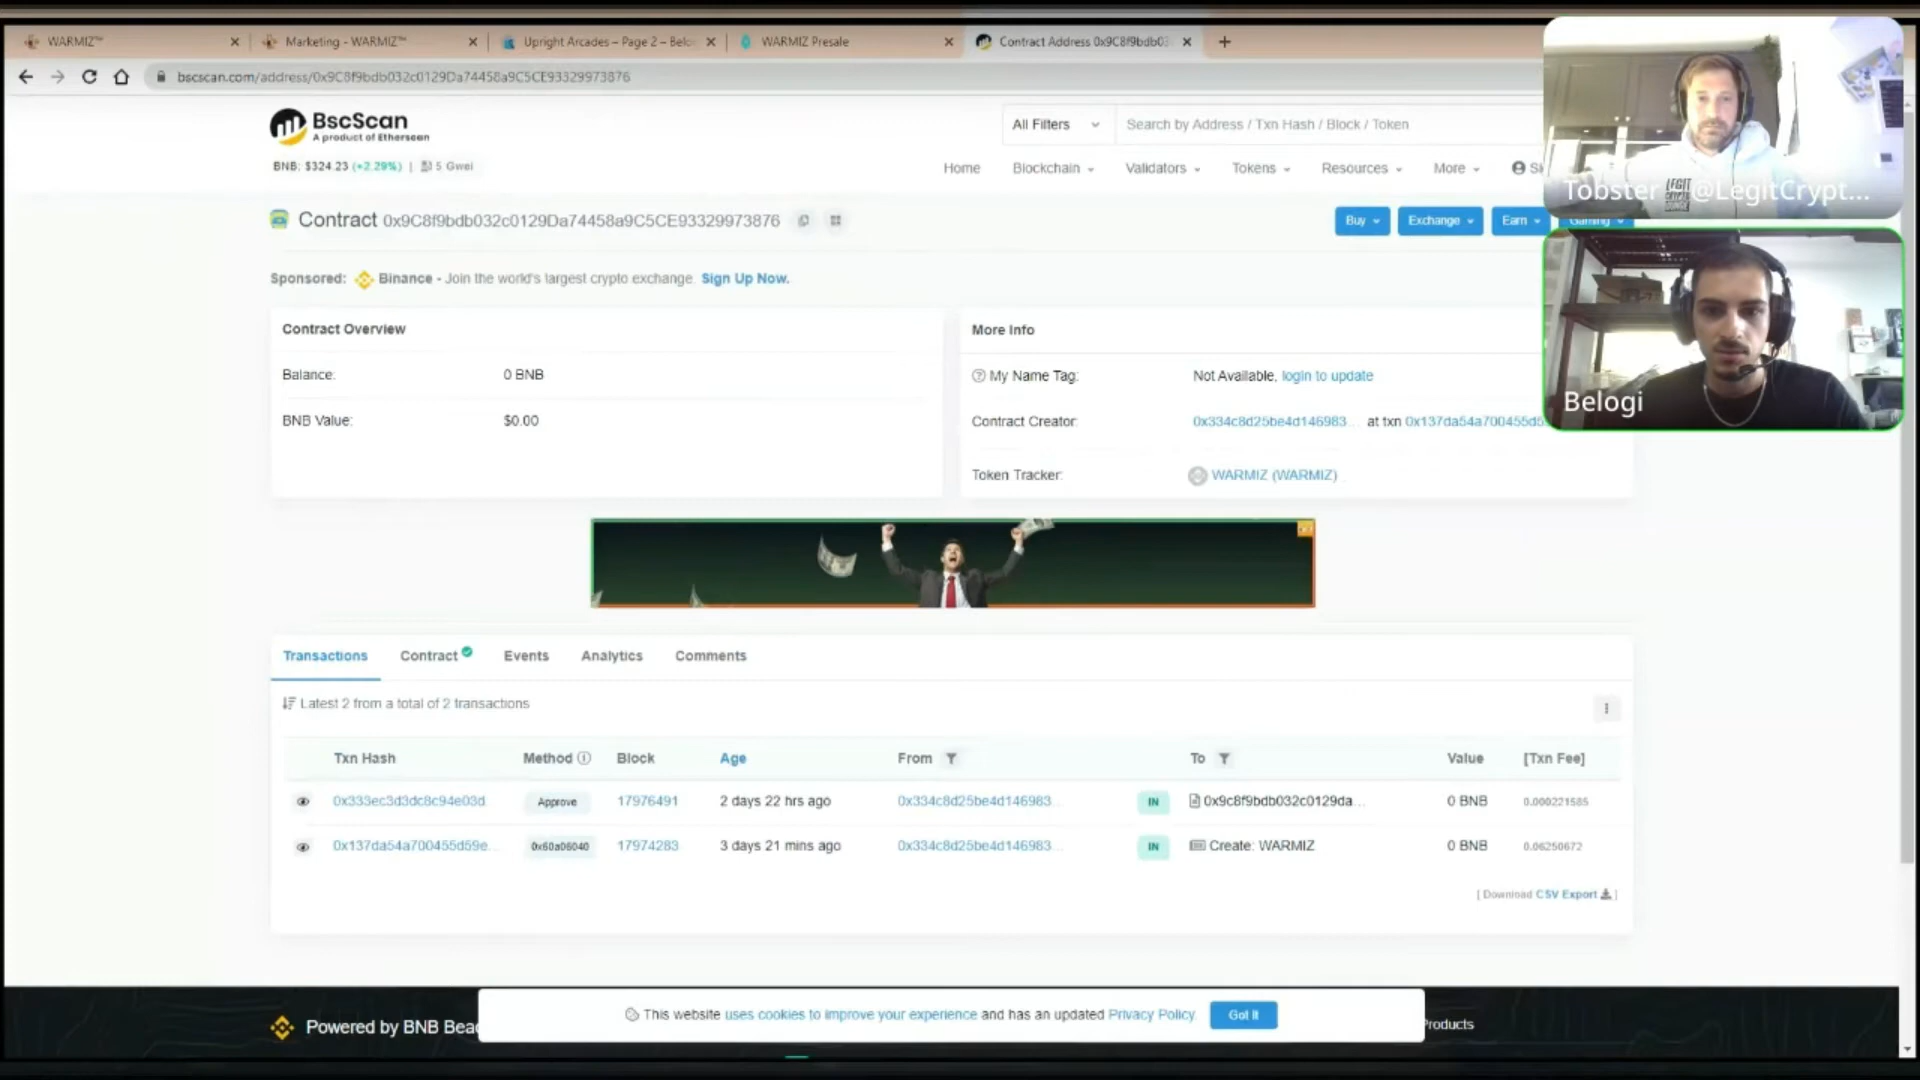 WARMIZ™
Marketing - WARMIZ™
Upright Arcades – Page 2 – Belo
WARMIZ Presale
Contract Address 0x9C8f9bdb03
bscscan.com/address/0x9C8f9bdb032c0129Da74458a9C5CE93329973876
BscScan
A product of Etherscan
BNB: $324.23 (+2.29%) | 5 Gwei
All Filters
Search by Address / Txn Hash / Block / Token
Home
Blockchain
Validators
Tokens
Resources
More
Tobster - @LegitCrypt...
Contract 0x9C8f9bdb032c0129Da74458a9C5CE93329973876
Buy
Exchange
Earn
Gaming
Sponsored: Binance - Join the world's largest crypto exchange. Sign Up Now.
Contract Overview
Balance:
0 BNB
BNB Value:
$0.00
More Info
My Name Tag:
Not Available, login to update
Contract Creator:
0x334c8d25be4d146983... at txn 0x137da54a700455d5
Token Tracker:
WARMIZ (WARMIZ)
Belogi
Transactions
Contract
Events
Analytics
Comments
Latest 2 from a total of 2 transactions
Txn Hash
Method
Block
Age
From
To
Value
[Txn Fee]
0x333ec3d3dc8c94e03d...
Approve
17976491
2 days 22 hrs ago
0x334c8d25be4d146983...
IN
0x9c8f9bdb032c0129da...
0 BNB
0.000221585
0x137da54a700455d59e...
0x60a06040
17974283
3 days 21 mins ago
0x334c8d25be4d146983...
IN
Create: WARMIZ
0 BNB
0.06250672
[ Download CSV Export ]
Powered by BNB Bea
This website uses cookies to improve your experience and has an updated Privacy Policy.
Got It
Products